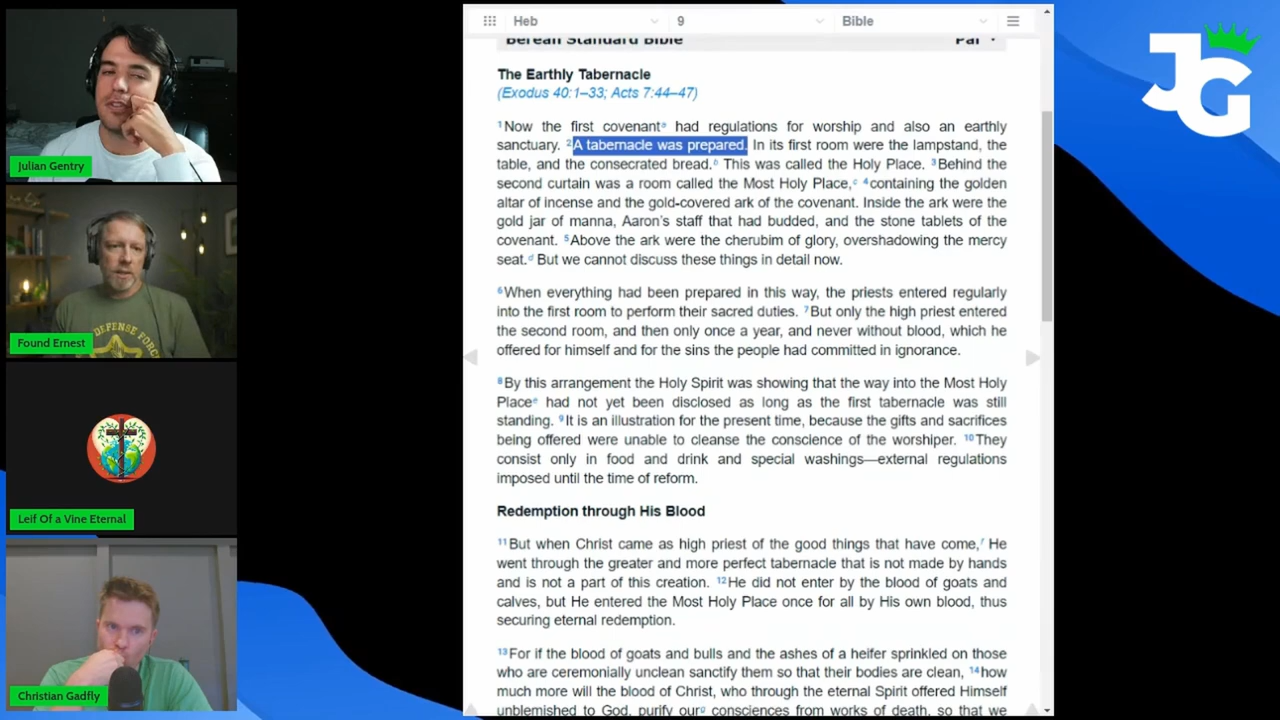 Julian Gentry
DEFENSE FORC
Found Ernest
Leif Of a Vine Eternal
Christian Gadfly
Heb 9 Bible
Berean Standard Bible Par
The Earthly Tabernacle
(Exodus 40:1–33; Acts 7:44–47)
1Now the first covenanta had regulations for worship and also an earthly
sanctuary. 2A tabernacle was prepared. In its first room were the lampstand, the
table, and the consecrated bread.b This was called the Holy Place. 3Behind the
second curtain was a room called the Most Holy Place,c 4containing the golden
altar of incense and the gold-covered ark of the covenant. Inside the ark were the
gold jar of manna, Aaron’s staff that had budded, and the stone tablets of the
covenant. 5Above the ark were the cherubim of glory, overshadowing the mercy
seat.d But we cannot discuss these things in detail now.
6When everything had been prepared in this way, the priests entered regularly
into the first room to perform their sacred duties. 7But only the high priest entered
the second room, and then only once a year, and never without blood, which he
offered for himself and for the sins the people had committed in ignorance.
8By this arrangement the Holy Spirit was showing that the way into the Most Holy
Placee had not yet been disclosed as long as the first tabernacle was still
standing. 9It is an illustration for the present time, because the gifts and sacrifices
being offered were unable to cleanse the conscience of the worshiper. 10They
consist only in food and drink and special washings—external regulations
imposed until the time of reform.
Redemption through His Blood
11But when Christ came as high priest of the good things that have come,f He
went through the greater and more perfect tabernacle that is not made by hands
and is not a part of this creation. 12He did not enter by the blood of goats and
calves, but He entered the Most Holy Place once for all by His own blood, thus
securing eternal redemption.
13For if the blood of goats and bulls and the ashes of a heifer sprinkled on those
who are ceremonially unclean sanctify them so that their bodies are clean, 14how
much more will the blood of Christ, who through the eternal Spirit offered Himself
unblemished to God, purify ourg consciences from works of death, so that we
JG